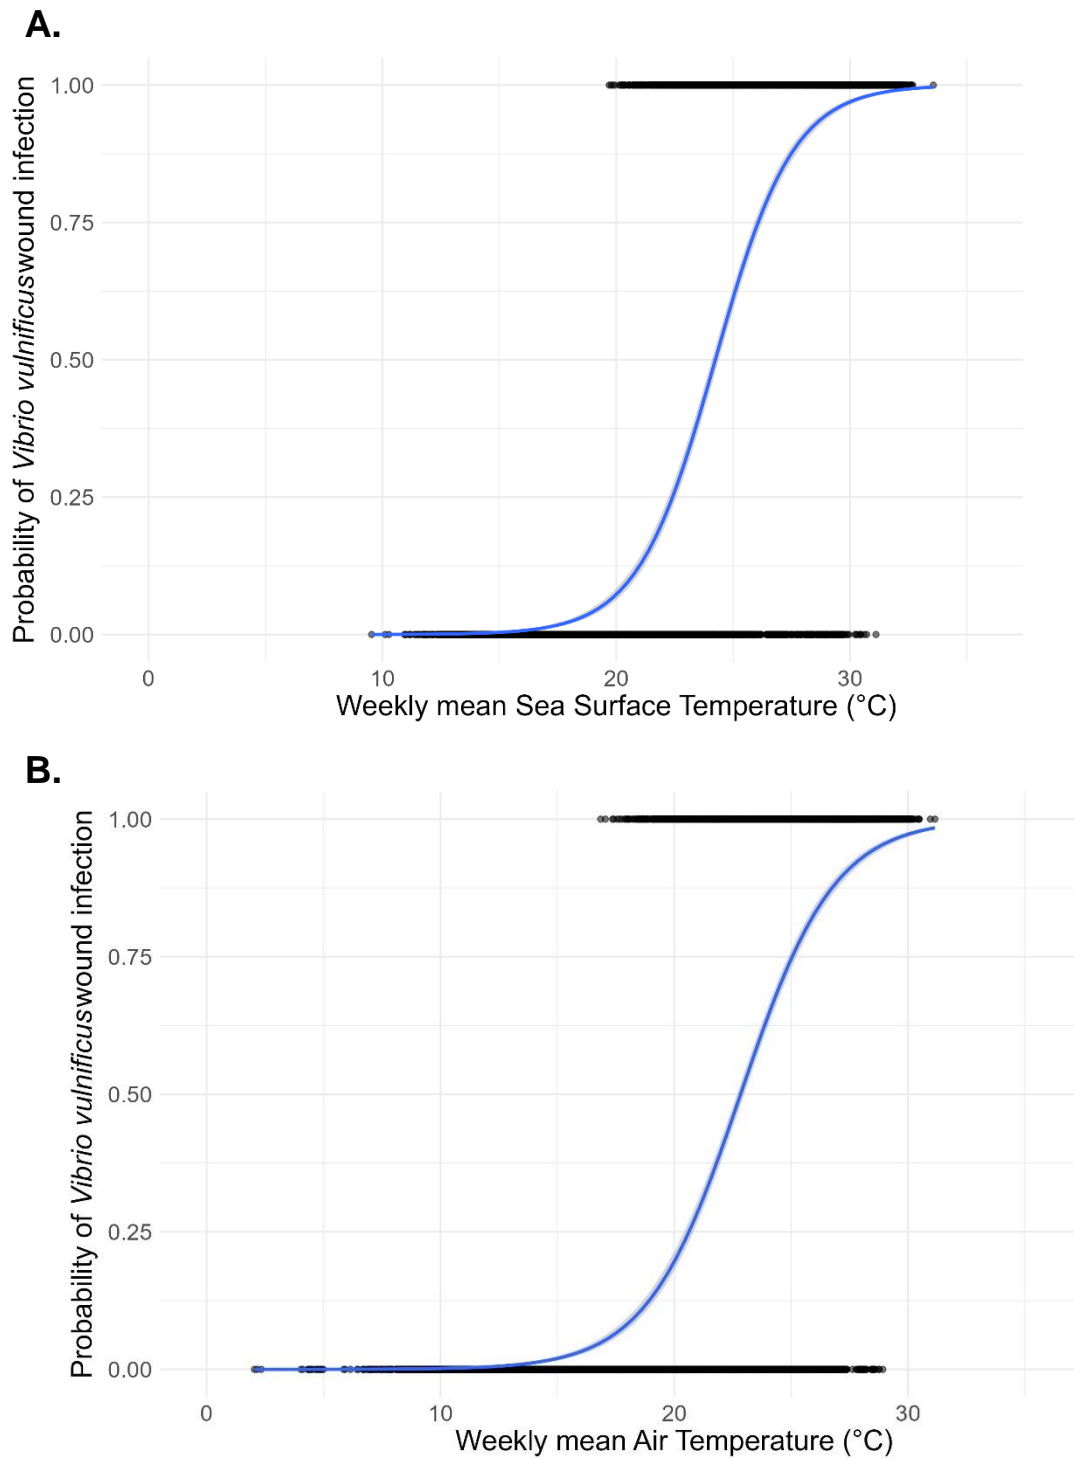 A.
Probability of Vibrio vulnificuswound infection
1.00
0.75
0.50
0.25
0.00
0 10 20 30
Weekly mean Sea Surface Temperature (°C)
B.
Probability of Vibrio vulnificuswound infection
1.00
0.75
0.50
0.25
0.00
0 10 20 30
Weekly mean Air Temperature (°C)